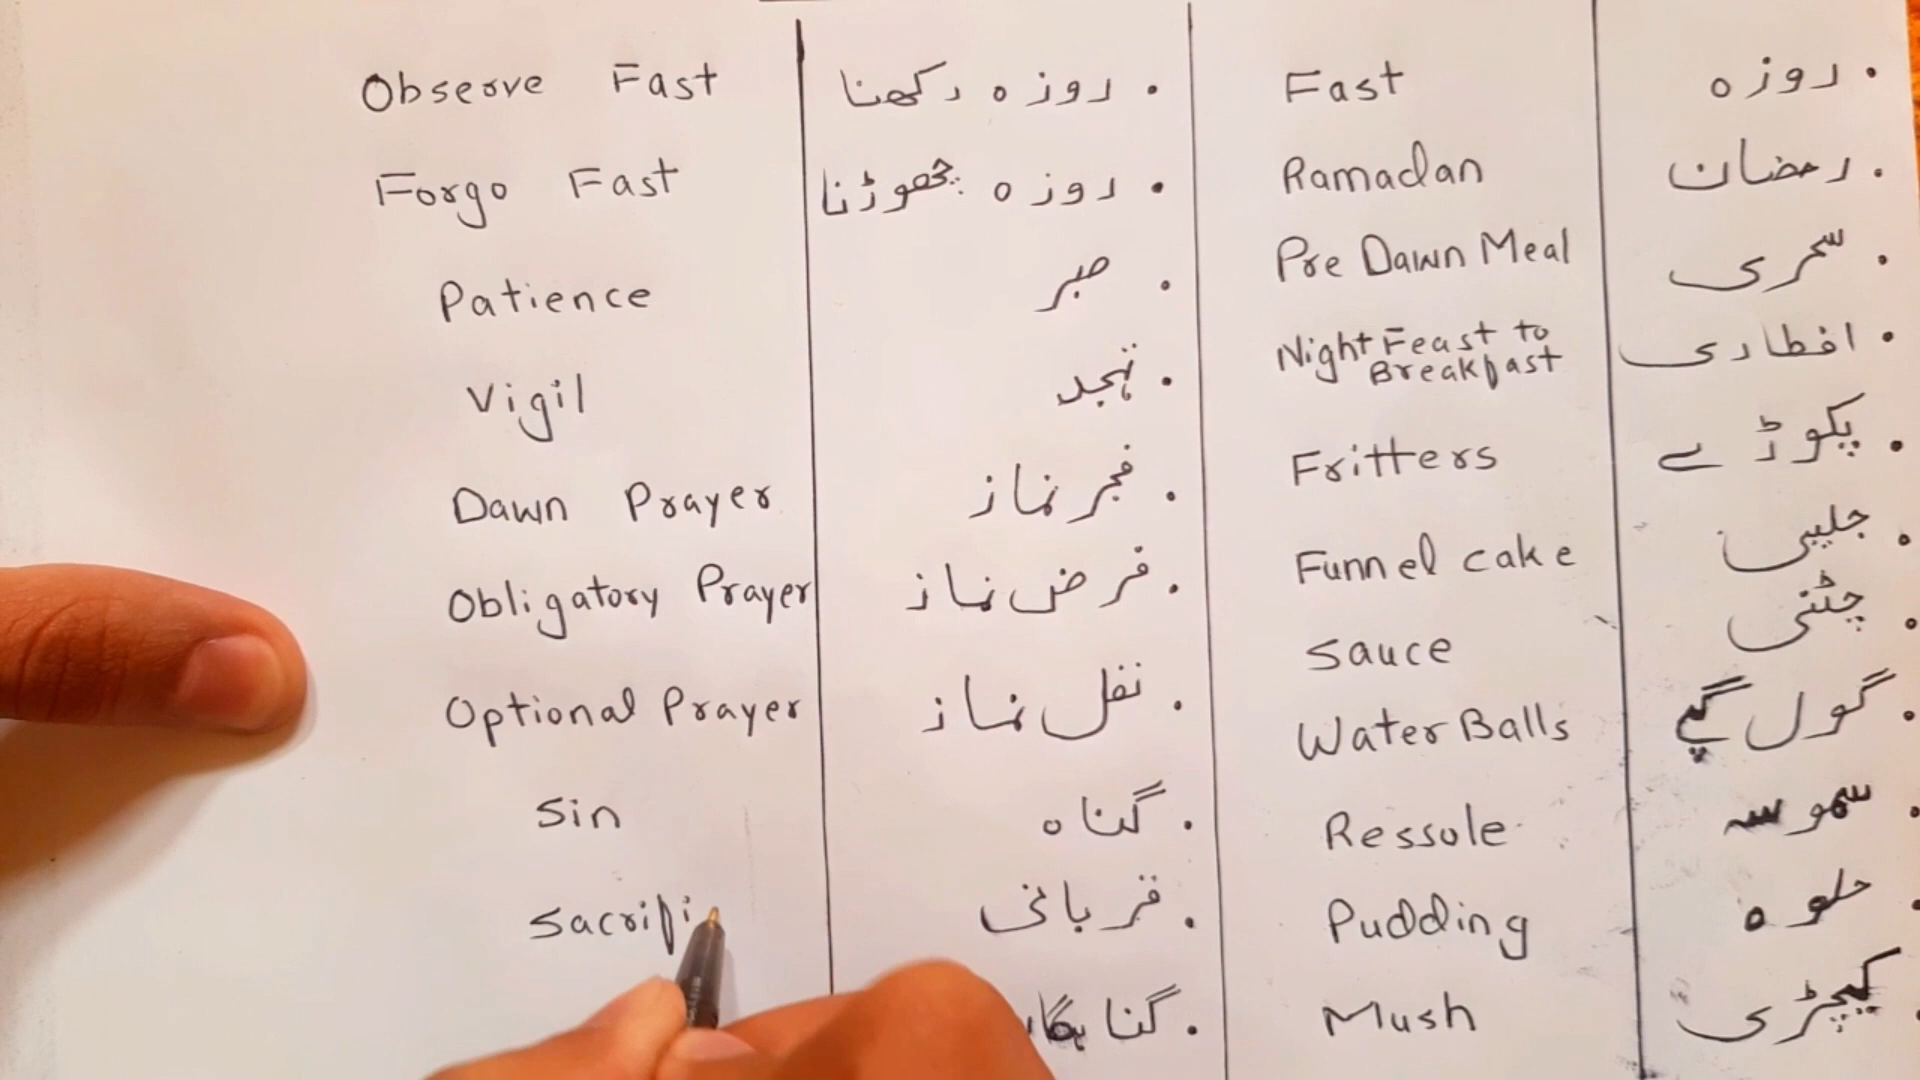 Observe Fast روزہ رکھنا . Fast روزہ .
Forgo Fast روزہ چھوڑنا . Ramadan رمضان .
Patience صبر . Pre Dawn Meal سحری .
Vigil تہجد . Night Feast to افطاری .
Breakfast
Dawn Prayer فجر نماز . Fritters پکوڑے .
Obligatory Prayer فرض نماز . Funnel cake جلیبی .
Optional Prayer نفل نماز . Sauce چٹنی .
Water Balls گول گپے .
Sin گناہ . Ressole سموسہ .
Sacrifi قربانی . Pudding حلوہ .
Mush کیچڑی .